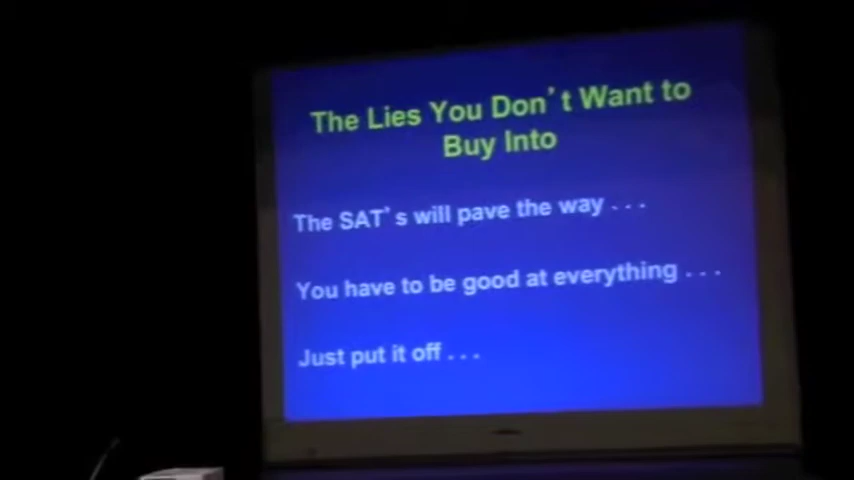 The Lies You Don't Want to
Buy Into
The SAT's will pave the way . . .
You have to be good at everything . . .
Just put it off . . .